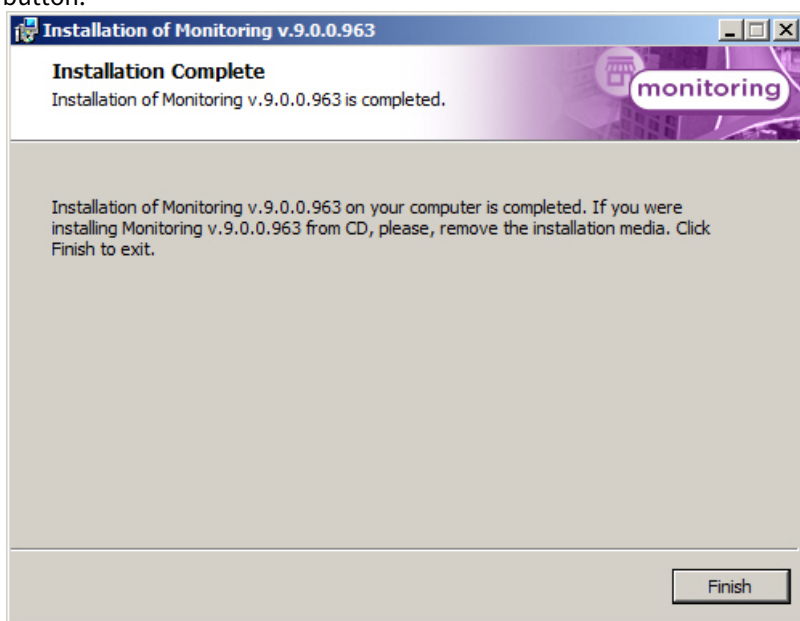 button.
Installation of Monitoring v.9.0.0.963
Installation Complete
Installation of Monitoring v.9.0.0.963 is completed.
monitoring
Installation of Monitoring v.9.0.0.963 on your computer is completed. If you were
installing Monitoring v.9.0.0.963 from CD, please, remove the installation media. Click
Finish to exit.
Finish